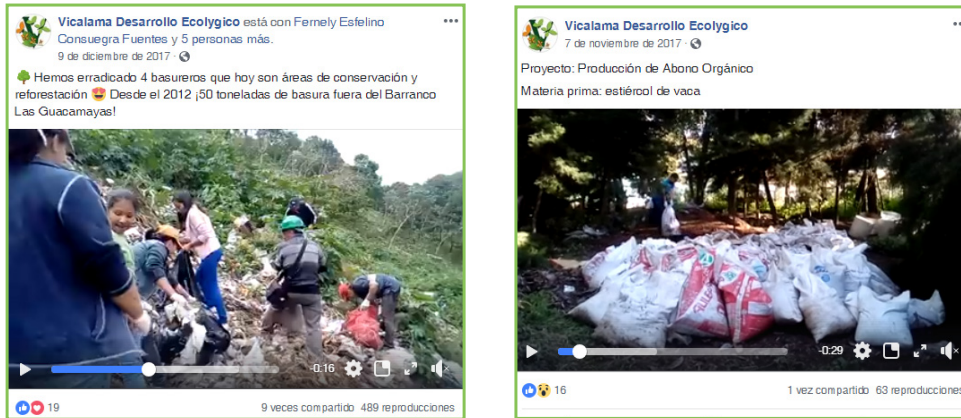 Vicalama Desarrollo Ecolygico está con Fernely Esfelino
Consuegra Fuentes y 5 personas más.
9 de diciembre de 2017 ·
Hemos erradicado 4 basureros que hoy son áreas de conservación y
reforestación Desde el 2012 ¡50 toneladas de basura fuera del Barranco
Las Guacamayas!
-0:16
19
9 veces compartido 489 reproducciones
Vicalama Desarrollo Ecolygico
7 de noviembre de 2017 ·
Proyecto: Producción de Abono Orgánico
Materia prima: estiércol de vaca
-0:29
16
1 vez compartido 63 reproducciones